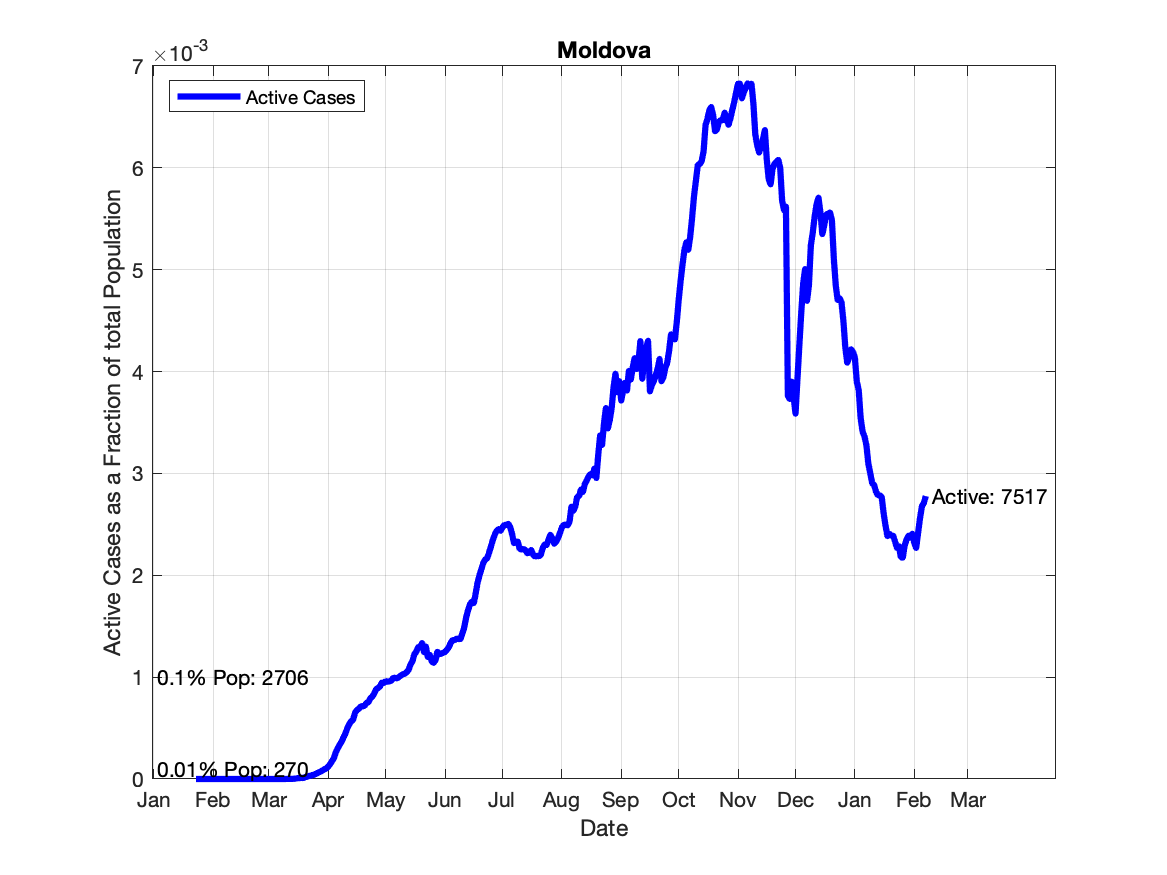 Moldova
×10-3
7
6
5
4
3
2
1
0
Active Cases
Active Cases as a Fraction of total Population
Active: 7517
0.1% Pop: 2706
0.01% Pop: 270
Jan Feb Mar Apr May Jun Jul Aug Sep Oct Nov Dec Jan Feb Mar
Date